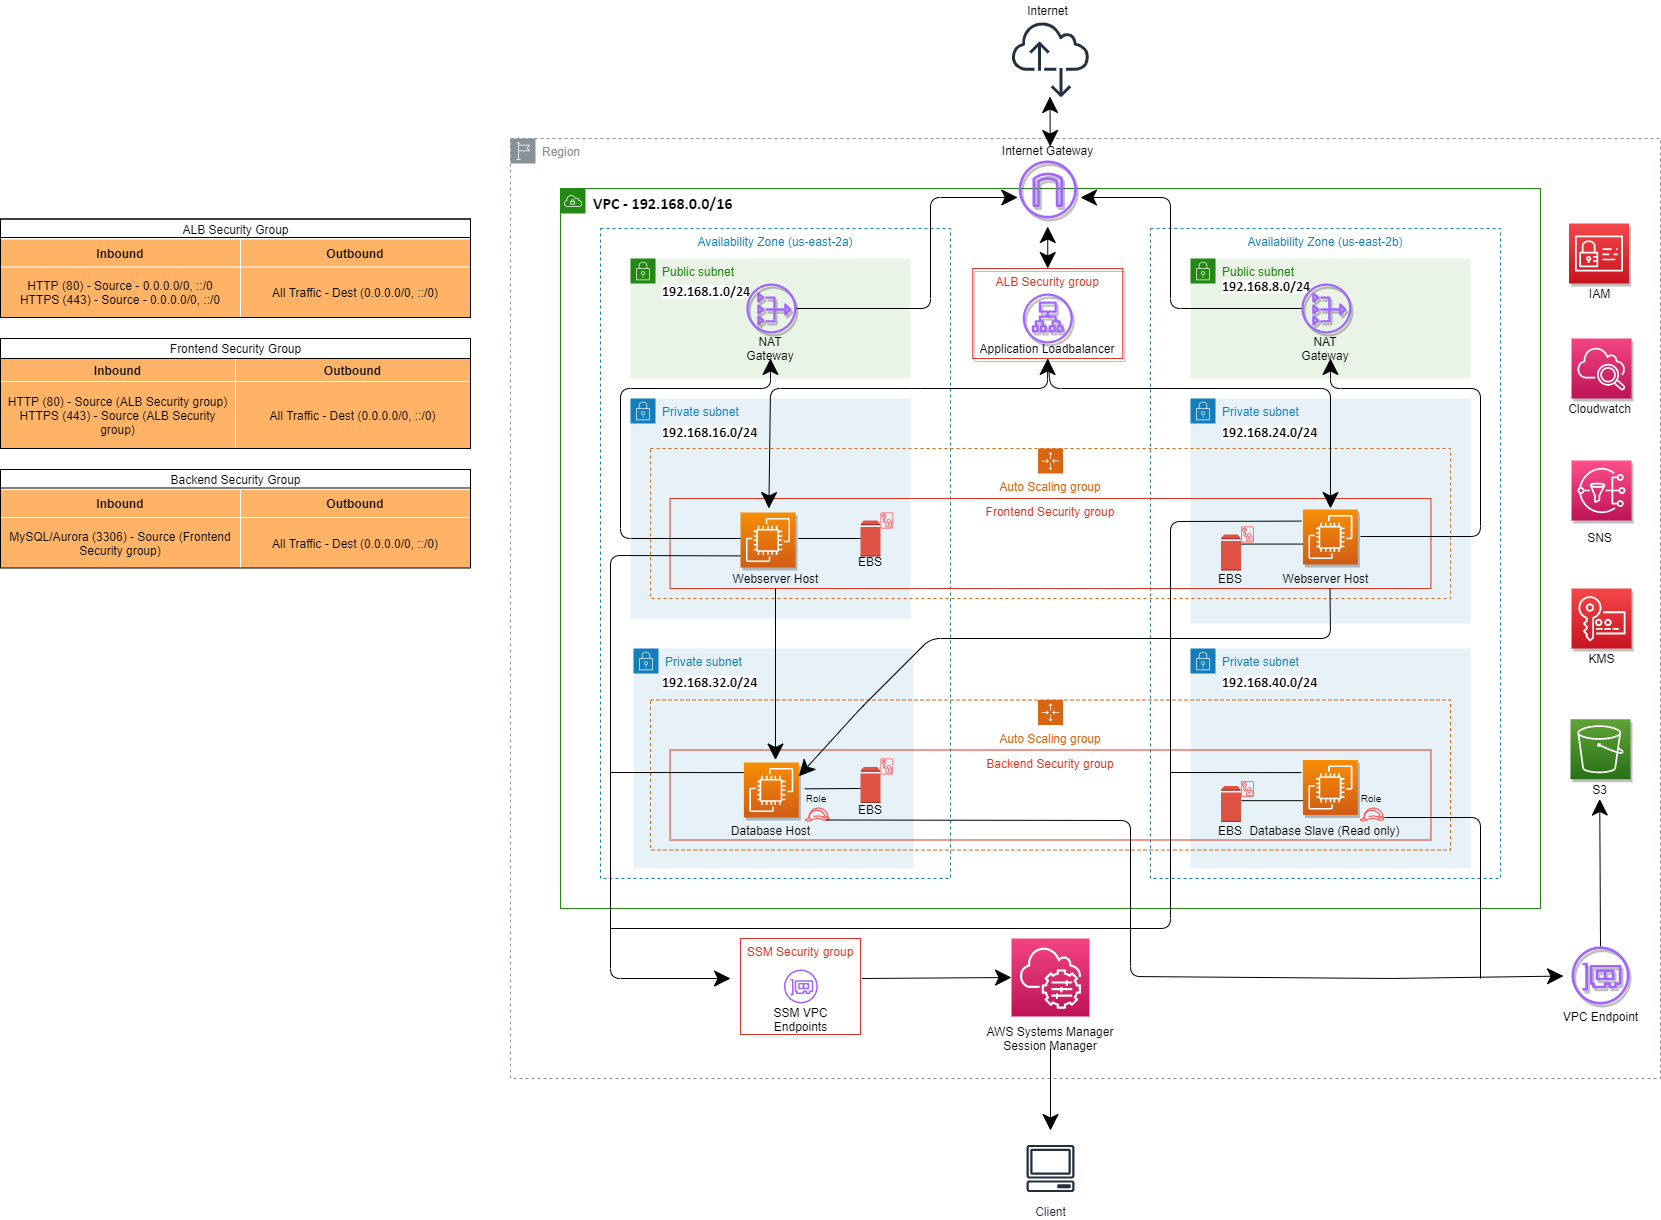 Internet
Region
Internet Gateway
VPC - 192.168.0.0/16
ALB Security Group
Inbound
Outbound
HTTP (80) - Source - 0.0.0.0/0, ::/0
HTTPS (443) - Source - 0.0.0.0/0, ::/0
All Traffic - Dest (0.0.0.0/0, ::/0)
Frontend Security Group
Inbound
Outbound
HTTP (80) - Source (ALB Security group)
HTTPS (443) - Source (ALB Security
group)
All Traffic - Dest (0.0.0.0/0, ::/0)
Backend Security Group
Inbound
Outbound
MySQL/Aurora (3306) - Source (Frontend
Security group)
All Traffic - Dest (0.0.0.0/0, ::/0)
Availability Zone (us-east-2a)
Public subnet
192.168.1.0/24
NAT
Gateway
ALB Security group
Application Loadbalancer
Availability Zone (us-east-2b)
Public subnet
192.168.8.0/24
NAT
Gateway
Private subnet
192.168.16.0/24
Private subnet
192.168.24.0/24
Auto Scaling group
Frontend Security group
Webserver Host
EBS
EBS
Webserver Host
Private subnet
192.168.32.0/24
Private subnet
192.168.40.0/24
Auto Scaling group
Backend Security group
Role
Database Host
EBS
EBS
Role
Database Slave (Read only)
SSM Security group
SSM VPC
Endpoints
AWS Systems Manager
Session Manager
Client
IAM
Cloudwatch
SNS
KMS
S3
VPC Endpoint